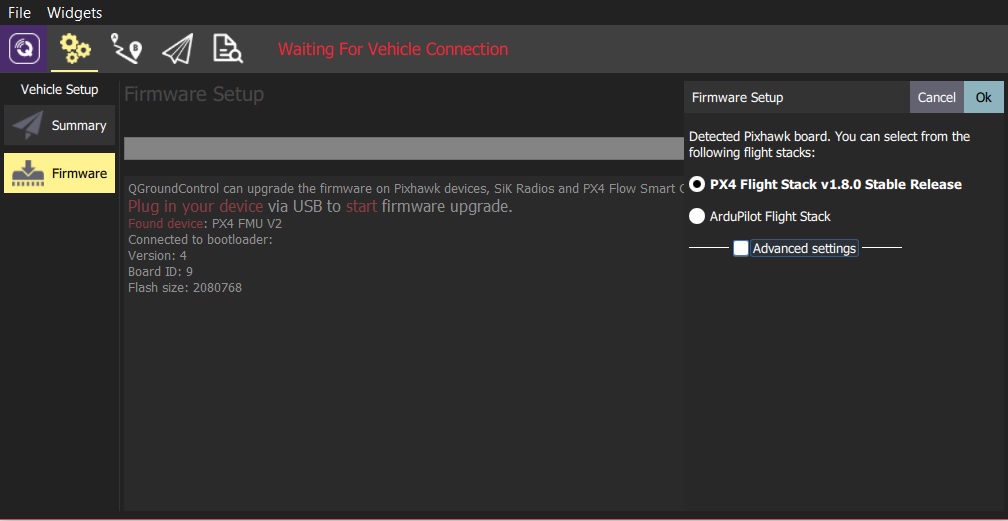 File Widgets
Waiting For Vehicle Connection
Vehicle Setup
Summary
Firmware
Firmware Setup
QGroundControl can upgrade the firmware on Pixhawk devices, SiK Radios and PX4 Flow Smart
Plug in your device via USB to start firmware upgrade.
Found device: PX4 FMU V2
Connected to bootloader:
Version: 4
Board ID: 9
Flash size: 2080768
Firmware Setup Cancel Ok
Detected Pixhawk board. You can select from the
following flight stacks:
PX4 Flight Stack v1.8.0 Stable Release
ArduPilot Flight Stack
Advanced settings